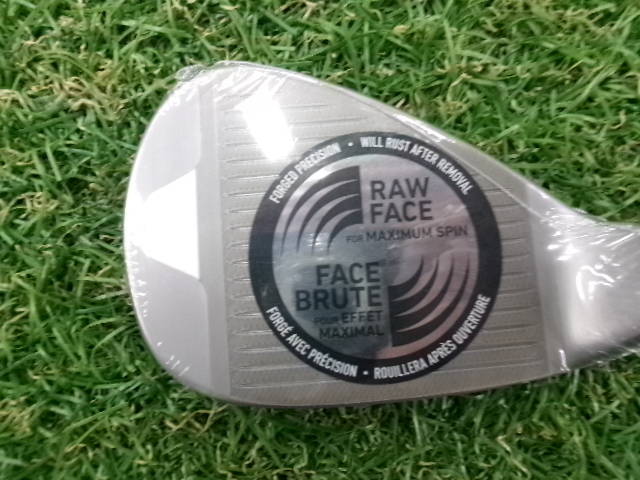 FORGED PRECISION • WILL RUST AFTER REMOVAL
RAW
FACE
FOR MAXIMUM SPIN
FACE
BRUTE
POUR EFFET
MAXIMAL
FORGÉ AVEC PRÉCISION • ROUILLERA APRÈS OUVERTURE